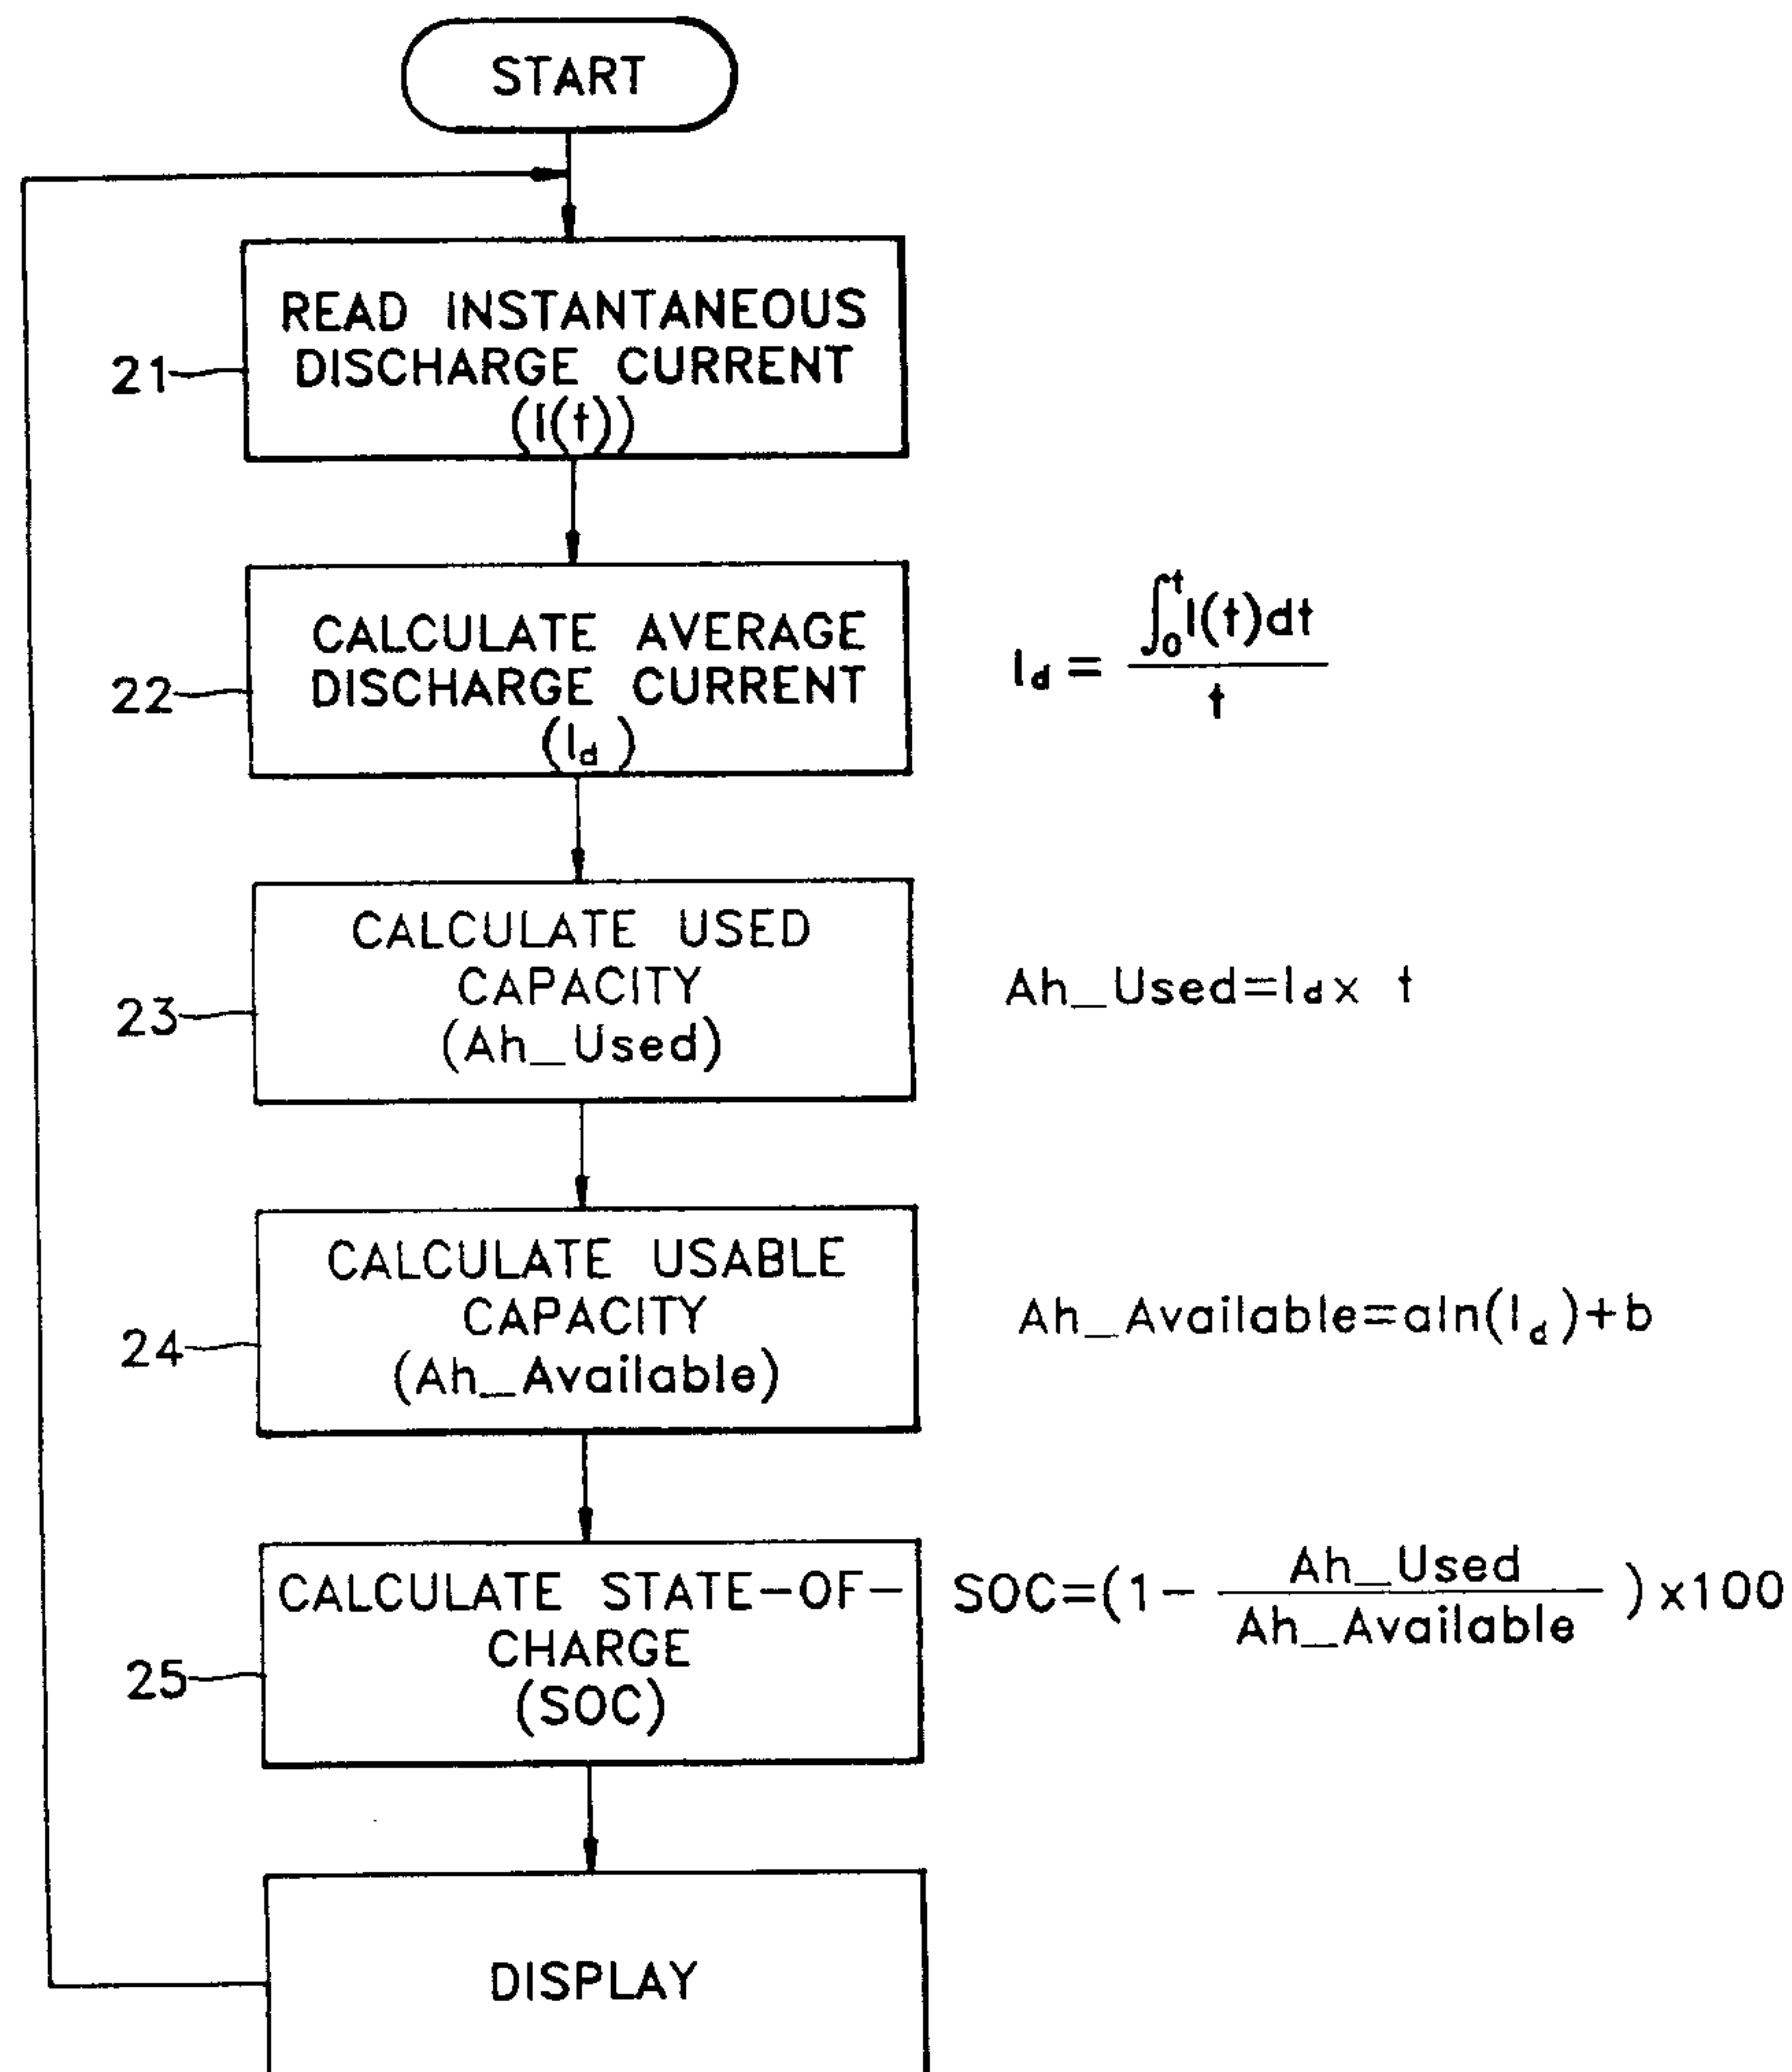 START
READ INSTANTANEOUS
DISCHARGE CURRENT
(I(t))
21
CALCULATE AVERAGE
DISCHARGE CURRENT
(Id)
22
Id = ∫0t I(t)dt / t
CALCULATE USED
CAPACITY
(Ah_Used)
23
Ah_Used=Id x t
CALCULATE USABLE
CAPACITY
(Ah_Available)
24
Ah_Available=aln(Id)+b
CALCULATE STATE-OF-
CHARGE
(SOC)
25
SOC=(1- Ah_Used / Ah_Available )x100
DISPLAY